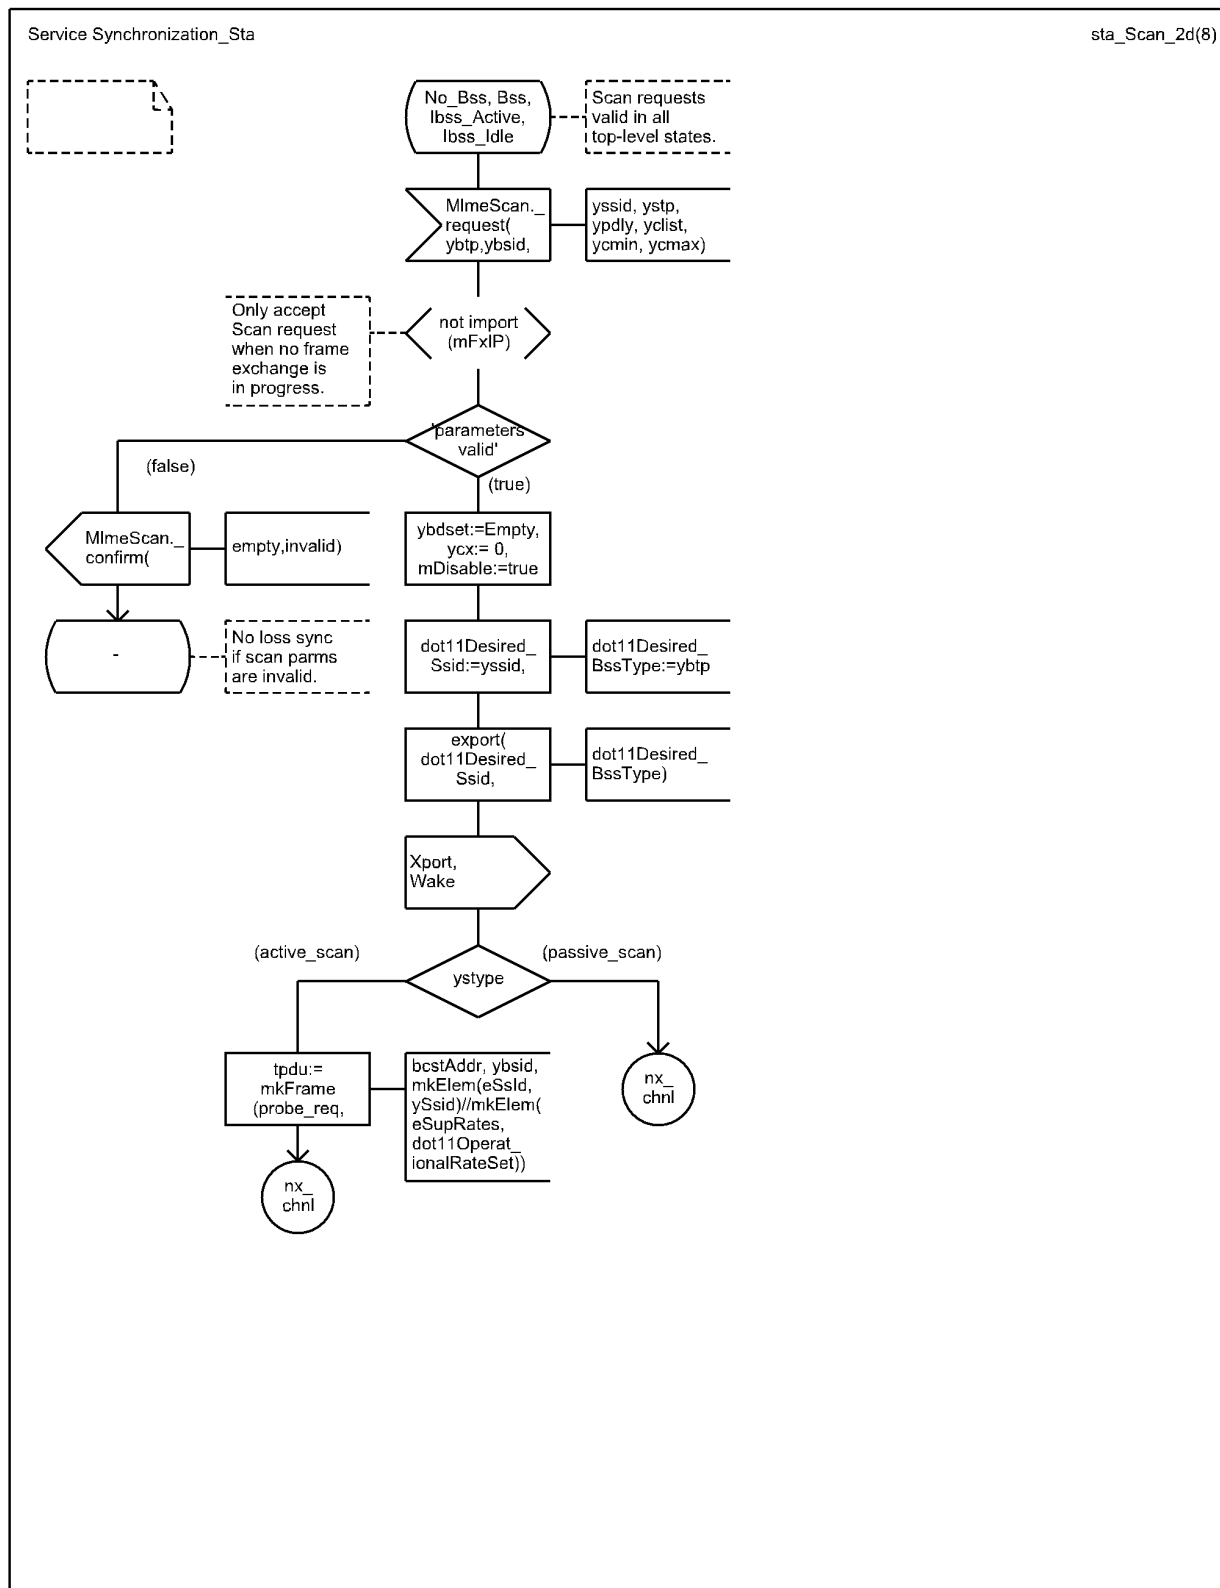 Service Synchronization_Sta
sta_Scan_2d(8)
No_Bss, Bss,
Ibss_Active,
Ibss_Idle
Scan requests
valid in all
top-level states.
MlmeScan._
request(
ybtp,ybsid,
yssid, ystp,
ypdly, yclist,
ycmin, ycmax)
Only accept
Scan request
when no frame
exchange is
in progress.
not import
(mFxIP)
'parameters
valid'
(false)
(true)
MlmeScan._
confirm(
empty,invalid)
ybdset:=Empty,
ycx:= 0,
mDisable:=true
-
No loss sync
if scan parms
are invalid.
dot11Desired_
Ssid:=yssid,
dot11Desired_
BssType:=ybtp
export(
dot11Desired_
Ssid,
dot11Desired_
BssType)
Xport,
Wake
(active_scan)
(passive_scan)
ystype
tpdu:=
mkFrame
(probe_req,
bcstAddr, ybsid,
mkElem(eSsId,
ySsid)//mkElem(
eSupRates,
dot11Operat_
ionalRateSet))
nx_
chnl
nx_
chnl